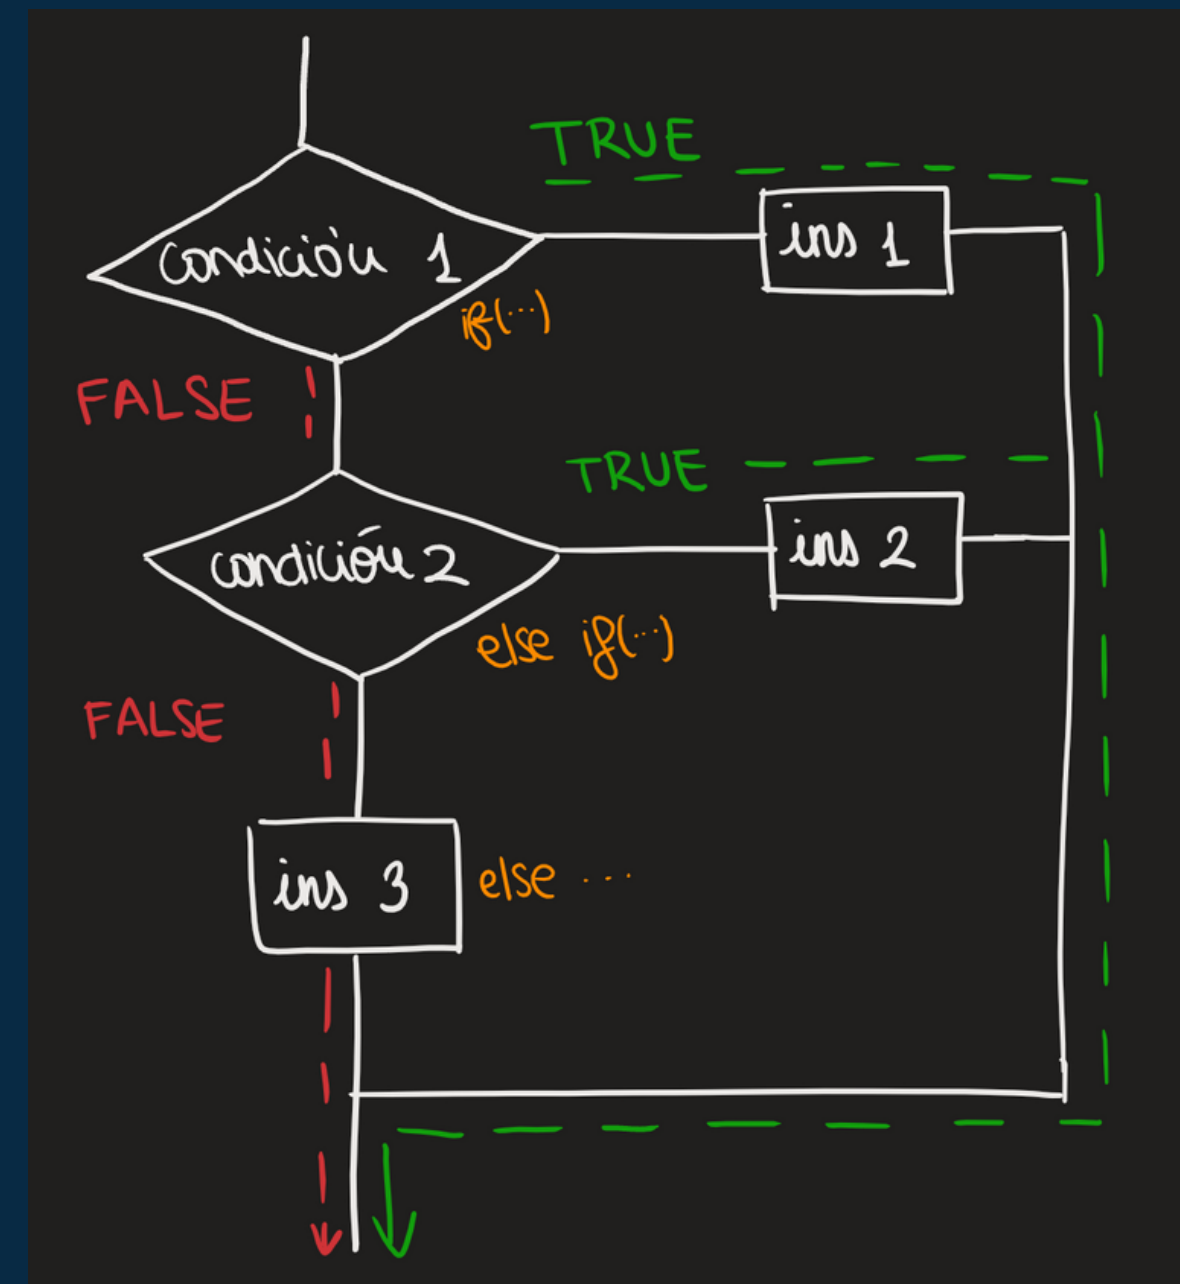 TRUE
condición 1
ins 1
if(...)
FALSE
TRUE
condición 2
ins 2
else if(...)
FALSE
ins 3
else ...